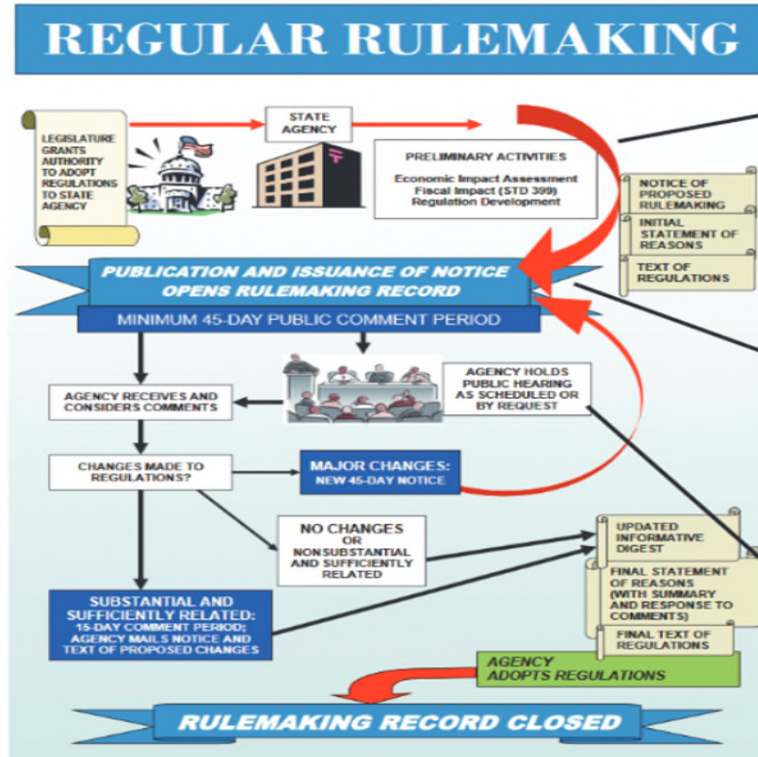 REGULAR RULEMAKING
LEGISLATURE
GRANTS
AUTHORITY
TO ADOPT
REGULATIONS
TO STATE
AGENCY
STATE
AGENCY
PRELIMINARY ACTIVITIES
Economic Impact Assessment
Fiscal Impact (STD 399)
Regulation Development
NOTICE OF
PROPOSED
RULEMAKING
INITIAL
STATEMENT OF
REASONS
TEXT OF
REGULATIONS
PUBLICATION AND ISSUANCE OF NOTICE
OPENS RULEMAKING RECORD
MINIMUM 45-DAY PUBLIC COMMENT PERIOD
AGENCY RECEIVES AND
CONSIDERS COMMENTS
AGENCY HOLDS
PUBLIC HEARING
AS SCHEDULED OR
BY REQUEST
CHANGES MADE TO
REGULATIONS?
MAJOR CHANGES:
NEW 45-DAY NOTICE
NO CHANGES
OR
NONSUBSTANTIAL
AND SUFFICIENTLY
RELATED
UPDATED
INFORMATIVE
DIGEST
FINAL STATEMENT
OF REASONS
(WITH SUMMARY
AND RESPONSE TO
COMMENTS)
FINAL TEXT OF
REGULATIONS
SUBSTANTIAL AND
SUFFICIENTLY RELATED:
15-DAY COMMENT PERIOD;
AGENCY MAILS NOTICE AND
TEXT OF PROPOSED CHANGES
AGENCY
ADOPTS REGULATIONS
RULEMAKING RECORD CLOSED